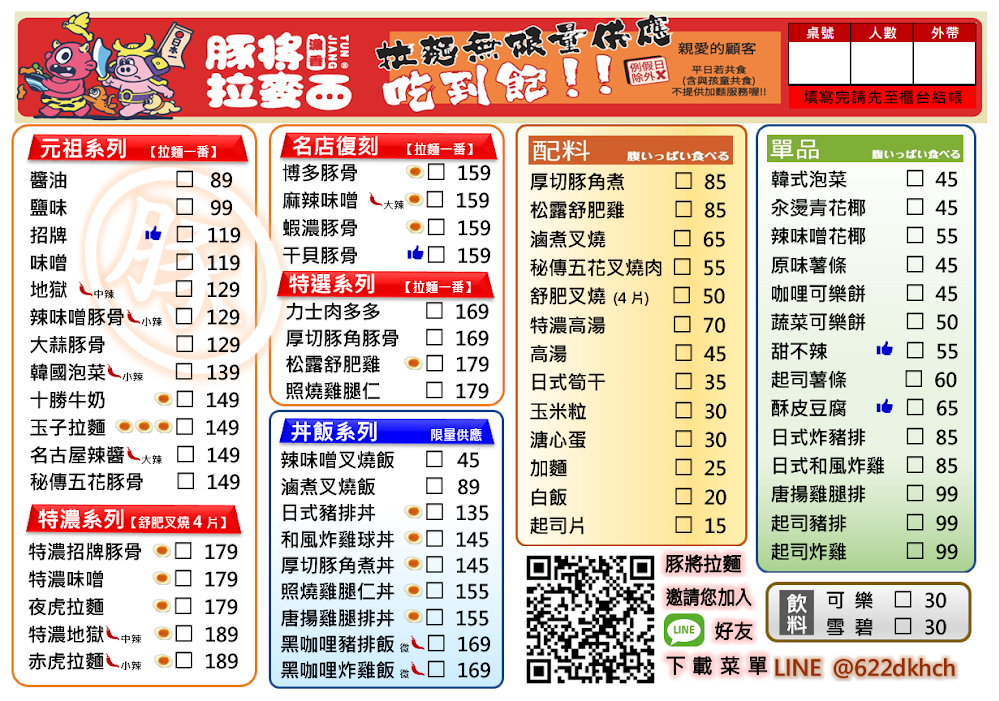 日本一
豚將
濃香
TUN JIANG®
拉麥面
拉麵無限量供應
吃到飽!!
例假日
除外
親愛的顧客
平日若共食
(含與孩童共食)
不提供加麵服務喔!!
桌號 人數 外帶
填寫完請先至櫃台結帳
元祖系列 【拉麵一番】
醬油 89
鹽味 99
招牌 119
味噌 119
地獄 中辣 129
辣味噌豚骨 小辣 129
大蒜豚骨 129
韓國泡菜 小辣 139
十勝牛奶 149
玉子拉麵 149
名古屋辣醬 大辣 149
秘傳五花豚骨 149
特濃系列【舒肥叉燒4片】
特濃招牌豚骨 179
特濃味噌 179
夜虎拉麵 179
特濃地獄 中辣 189
赤虎拉麵 小辣 189
名店復刻 【拉麵一番】
博多豚骨 159
麻辣味噌 大辣 159
蝦濃豚骨 159
干貝豚骨 159
特選系列 【拉麵一番】
力士肉多多 169
厚切豚角豚骨 169
松露舒肥雞 179
照燒雞腿仁 179
丼飯系列 限量供應
辣味噌叉燒飯 45
滷煮叉燒飯 89
日式豬排丼 135
和風炸雞球丼 145
厚切豚角煮丼 145
照燒雞腿仁丼 155
唐揚雞腿排丼 155
黑咖哩豬排飯 微 169
黑咖哩炸雞飯 微 169
配料 腹いっぱい食べる
厚切豚角煮 85
松露舒肥雞 85
滷煮叉燒 65
秘傳五花叉燒肉 55
舒肥叉燒 (4 片) 50
特濃高湯 70
高湯 45
日式筍干 35
玉米粒 30
溏心蛋 30
加麵 25
白飯 20
起司片 15
單品 腹いっぱい食べる
韓式泡菜 45
汆燙青花椰 45
辣味噌花椰 55
原味薯條 45
咖哩可樂餅 45
蔬菜可樂餅 50
甜不辣 55
起司薯條 60
酥皮豆腐 65
日式炸豬排 85
日式和風炸雞 85
唐揚雞腿排 99
起司豬排 99
起司炸雞 99
豚將拉麵
邀請您加入
LINE 好友
下載菜單 LINE @622dkhch
飲料
可樂 30
雪碧 30